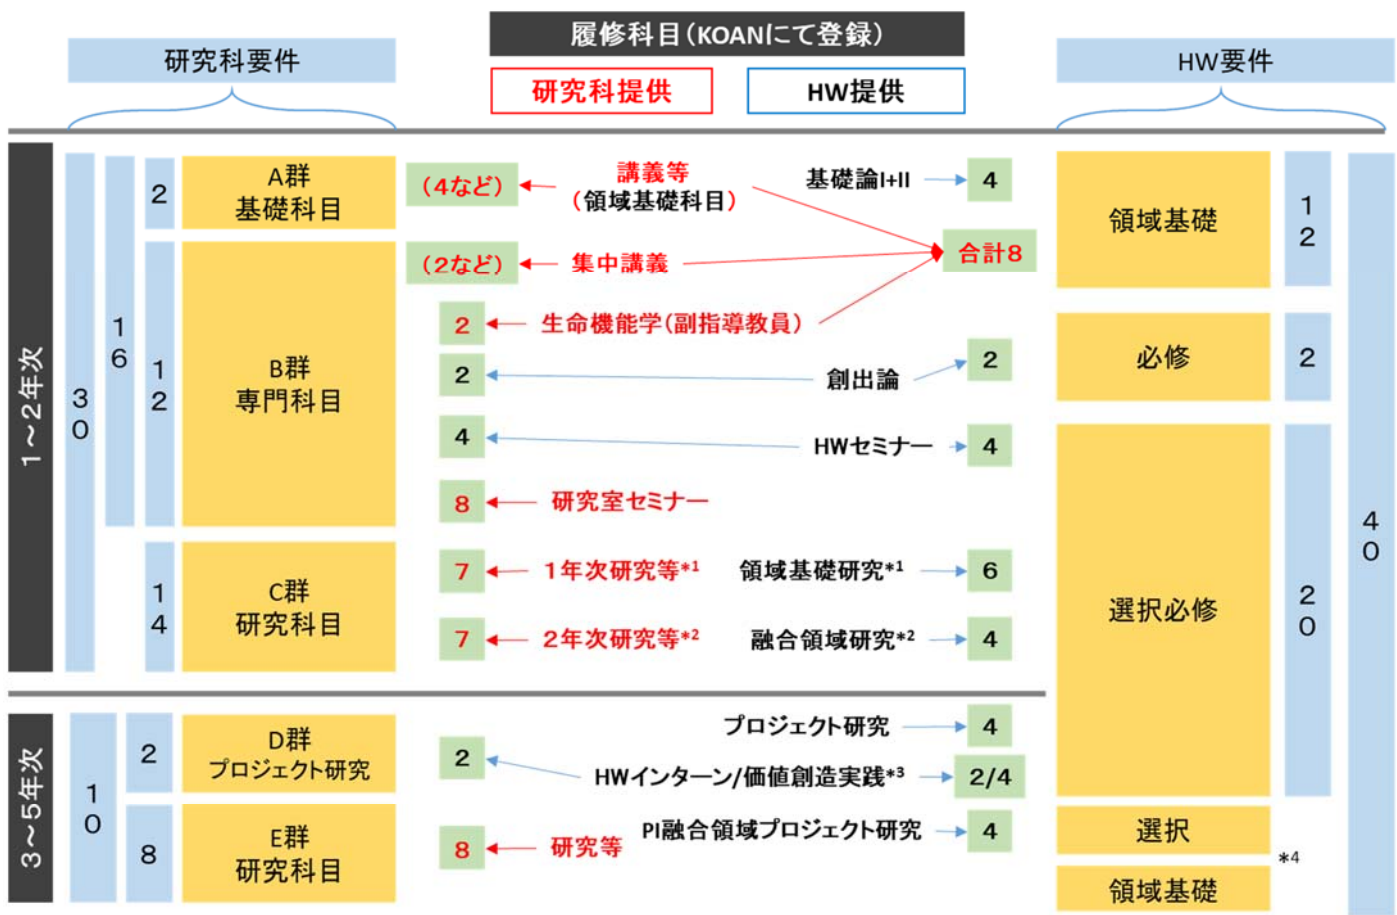 履修科目(KOANにて登録)
研究科要件
HW要件
研究科提供
HW提供
1～2年次
30
16
2
A群
基礎科目
(4など)
講義等
(領域基礎科目)
基礎論I+II
4
領域基礎
12
40
12
B群
専門科目
(2など)
集中講義
合計8
2
生命機能学(副指導教員)
2
創出論
2
必修
2
4
HWセミナー
4
8
研究室セミナー
選択必修
20
14
C群
研究科目
7
1年次研究等*1
領域基礎研究*1
6
7
2年次研究等*2
融合領域研究*2
4
3～5年次
10
2
D群
プロジェクト研究
プロジェクト研究
4
2
HWインターン/価値創造実践*3
2/4
8
E群
研究科目
8
研究等
PI融合領域プロジェクト研究
4
選択
*4
領域基礎